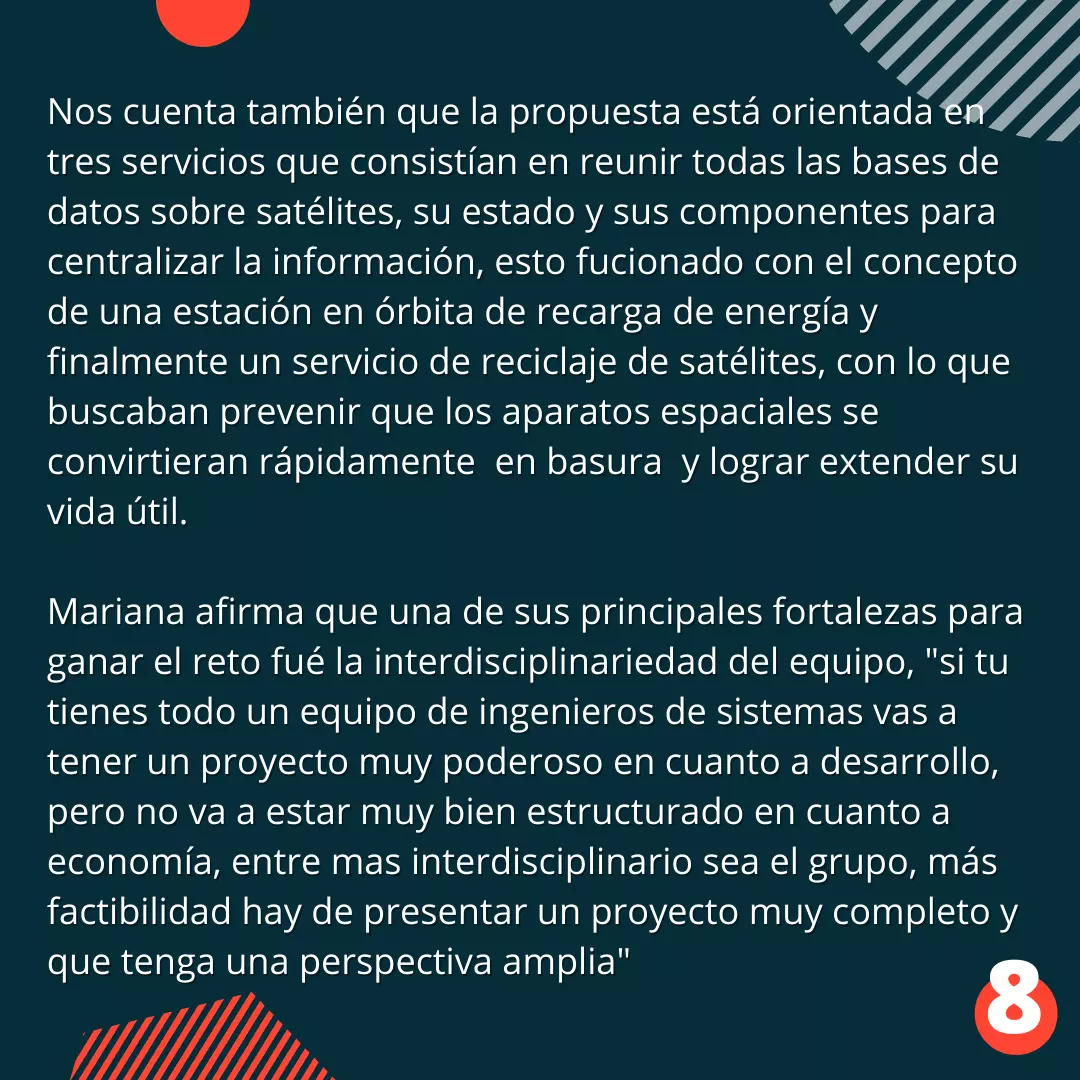 Nos cuenta también que la propuesta está orientada en
tres servicios que consistían en reunir todas las bases de
datos sobre satélites, su estado y sus componentes para
centralizar la información, esto fucionado con el concepto
de una estación en órbita de recarga de energía y
finalmente un servicio de reciclaje de satélites, con lo que
buscaban prevenir que los aparatos espaciales se
convirtieran rápidamente  en basura  y lograr extender su
vida útil.

Mariana afirma que una de sus principales fortalezas para
ganar el reto fué la interdisciplinariedad del equipo, "si tu
tienes todo un equipo de ingenieros de sistemas vas a
tener un proyecto muy poderoso en cuanto a desarrollo,
pero no va a estar muy bien estructurado en cuanto a
economía, entre mas interdisciplinario sea el grupo, más
factibilidad hay de presentar un proyecto muy completo y
que tenga una perspectiva amplia"
8